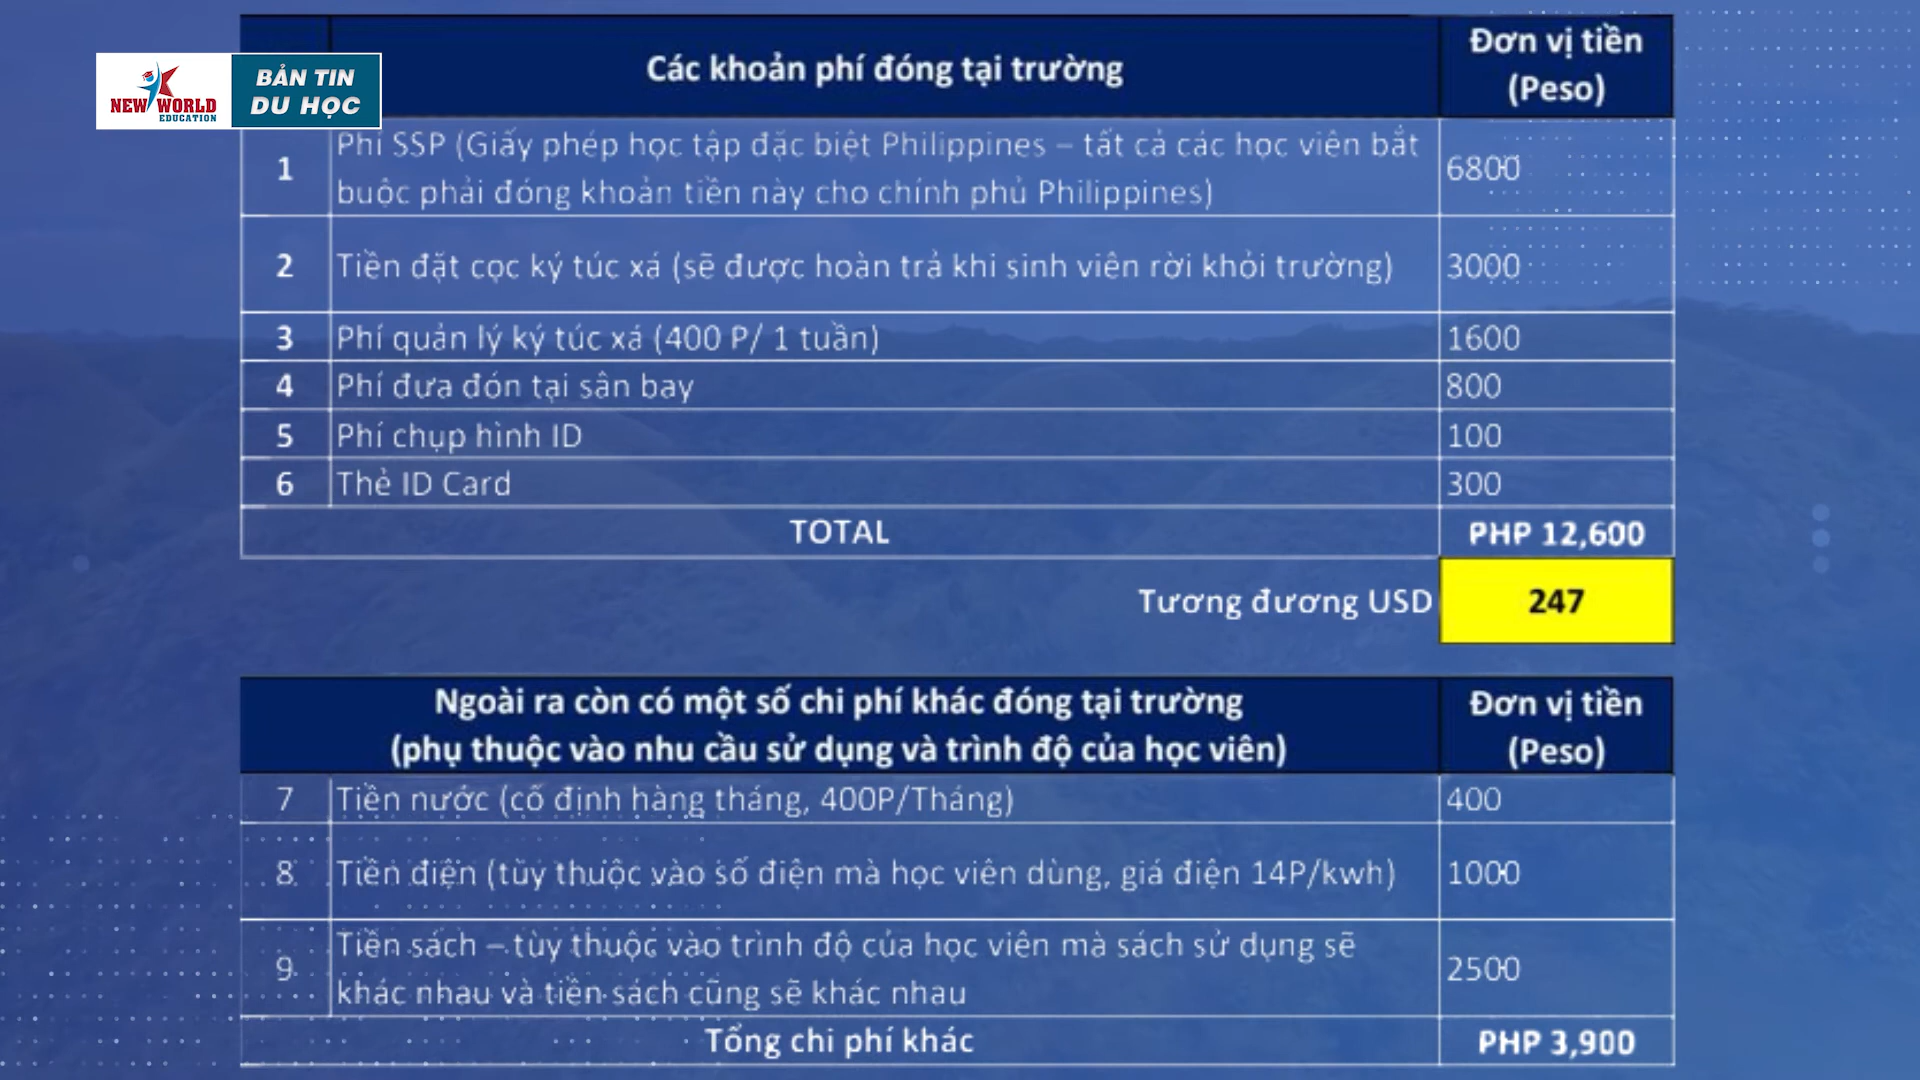 NEW WORLD
EDUCATION
BẢN TIN
DU HỌC
Các khoản phí đóng tại trường
Đơn vị tiền
(Peso)
1
Phí SSP (Giấy phép học tập đặc biệt Philippines – tất cả các học viên bắt
buộc phải đóng khoản tiền này cho chính phủ Philippines)
6800
2
Tiền đặt cọc ký túc xá (sẽ được hoàn trả khi sinh viên rời khỏi trường)
3000
3
Phí quản lý ký túc xá (400 P/ 1 tuần)
1600
4
Phí đưa đón tại sân bay
800
5
Phí chụp hình ID
100
6
Thẻ ID Card
300
TOTAL
PHP 12,600
Tương đương USD
247
Ngoài ra còn có một số chi phí khác đóng tại trường
(phụ thuộc vào nhu cầu sử dụng và trình độ của học viên)
Đơn vị tiền
(Peso)
7
Tiền nước (cố định hàng tháng, 400P/Tháng)
400
8
Tiền điện (tùy thuộc vào số điện mà học viên dùng, giá điện 14P/kwh)
1000
9
Tiền sách – tùy thuộc vào trình độ của học viên mà sách sử dụng sẽ
khác nhau và tiền sách cũng sẽ khác nhau
2500
Tổng chi phí khác
PHP 3,900